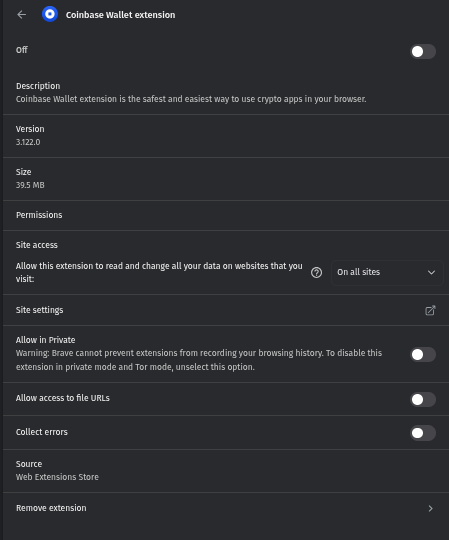 Coinbase Wallet extension
Off
Description
Coinbase Wallet extension is the safest and easiest way to use crypto apps in your browser.
Version
3.122.0
Size
39.5 MB
Permissions
Site access
Allow this extension to read and change all your data on websites that you
visit:
On all sites
Site settings
Allow in Private
Warning: Brave cannot prevent extensions from recording your browsing history. To disable this
extension in private mode and Tor mode, unselect this option.
Allow access to file URLs
Collect errors
Source
Web Extensions Store
Remove extension